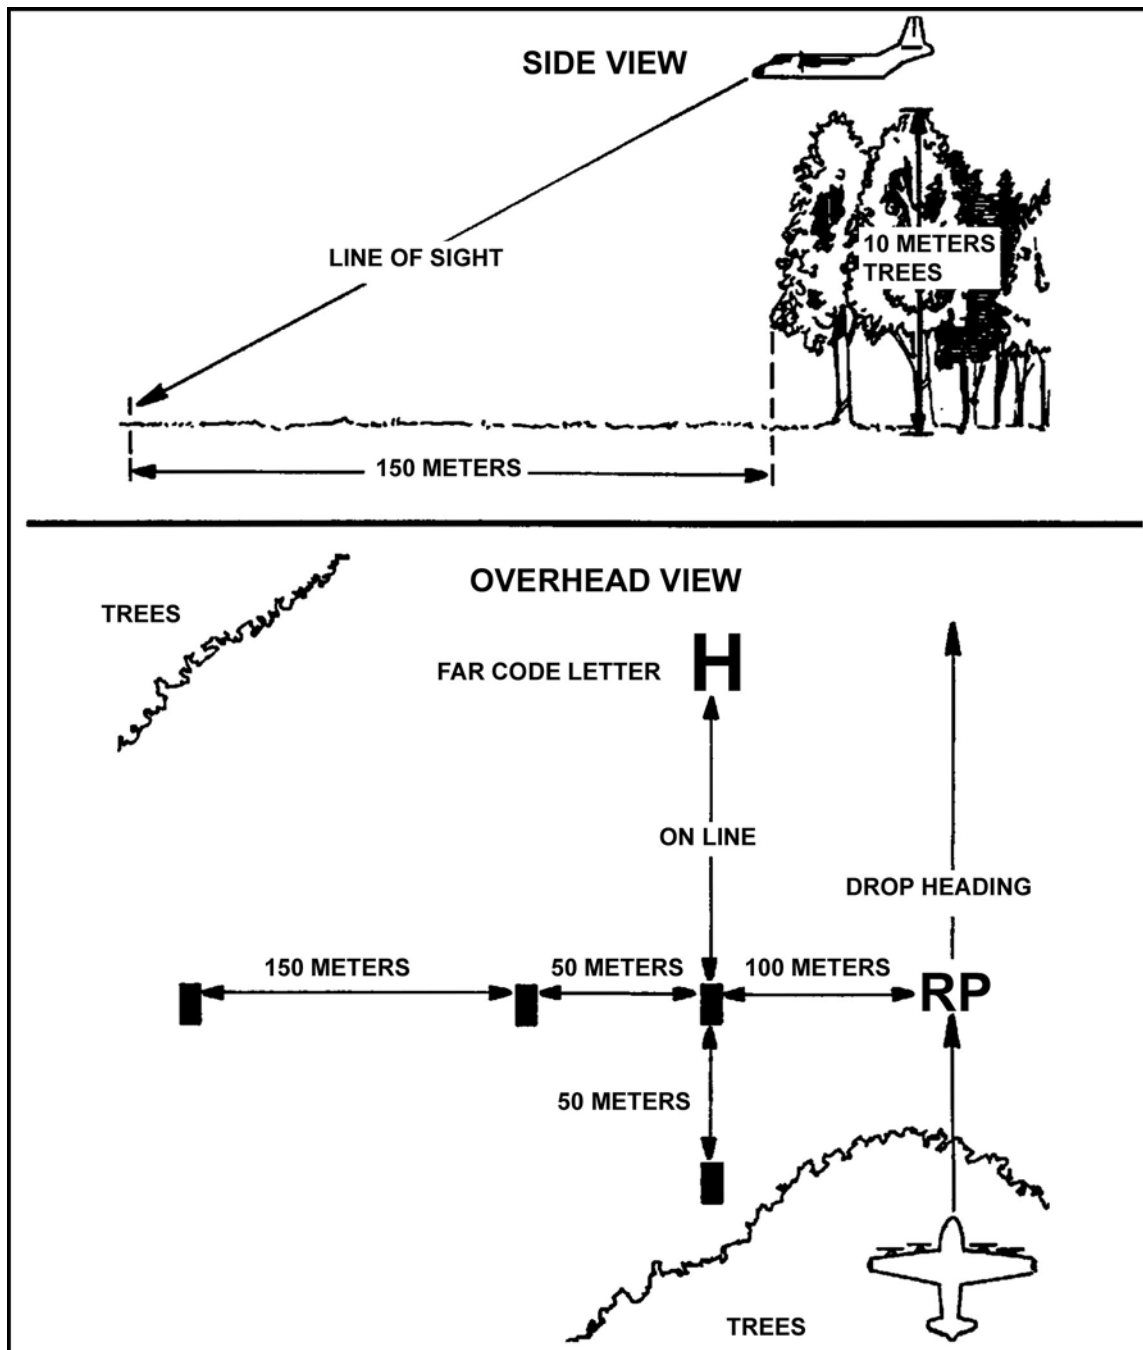 SIDE VIEW
LINE OF SIGHT
10 METERS
TREES
150 METERS
OVERHEAD VIEW
TREES
FAR CODE LETTER
H
ON LINE
DROP HEADING
150 METERS
50 METERS
100 METERS
RP
50 METERS
TREES